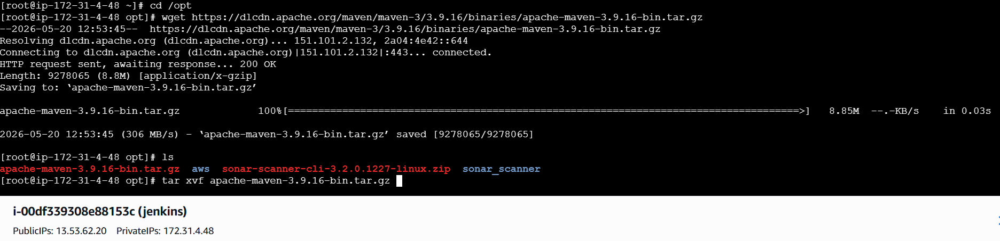 [root@ip-172-31-4-48 ~]# cd /opt
[root@ip-172-31-4-48 opt]# wget https://dlcdn.apache.org/maven/maven-3/3.9.16/binaries/apache-maven-3.9.16-bin.tar.gz
--2026-05-20 12:53:45--  https://dlcdn.apache.org/maven/maven-3/3.9.16/binaries/apache-maven-3.9.16-bin.tar.gz
Resolving dlcdn.apache.org (dlcdn.apache.org)... 151.101.2.132, 2a04:4e42::644
Connecting to dlcdn.apache.org (dlcdn.apache.org)|151.101.2.132|:443... connected.
HTTP request sent, awaiting response... 200 OK
Length: 9278065 (8.8M) [application/x-gzip]
Saving to: ‘apache-maven-3.9.16-bin.tar.gz’
apache-maven-3.9.16-bin.tar.gz             100%[=====================================================================================>]   8.85M  --.-KB/s    in 0.03s
2026-05-20 12:53:45 (306 MB/s) - ‘apache-maven-3.9.16-bin.tar.gz’ saved [9278065/9278065]
[root@ip-172-31-4-48 opt]# ls
apache-maven-3.9.16-bin.tar.gz  aws  sonar-scanner-cli-3.2.0.1227-linux.zip  sonar_scanner
[root@ip-172-31-4-48 opt]# tar xvf apache-maven-3.9.16-bin.tar.gz
i-00df339308e88153c (jenkins)
PublicIPs: 13.53.62.20   PrivateIPs: 172.31.4.48